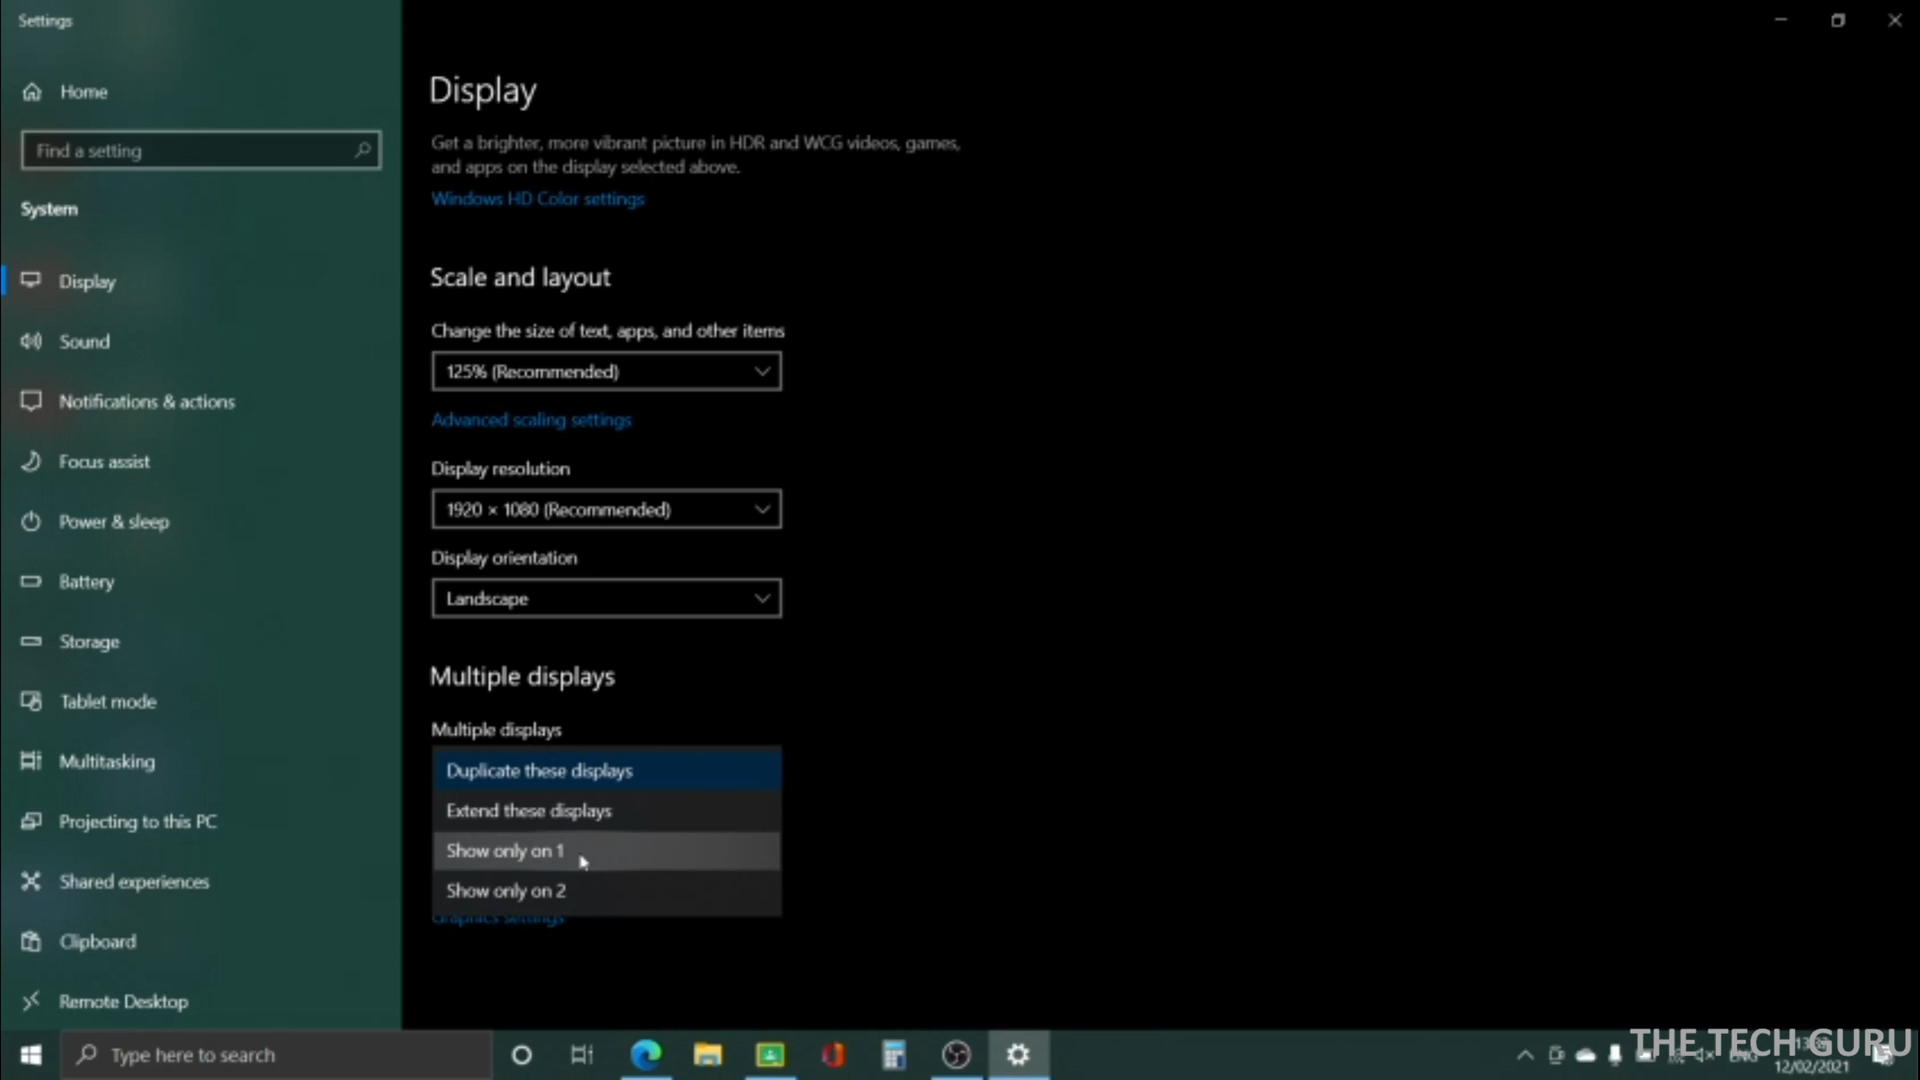 Settings
Home
Find a setting
System
Display
Sound
Notifications & actions
Focus assist
Power & sleep
Battery
Storage
Tablet mode
Multitasking
Projecting to this PC
Shared experiences
Clipboard
Remote Desktop
Display
Get a brighter, more vibrant picture in HDR and WCG videos, games,
and apps on the display selected above.
Windows HD Color settings
Scale and layout
Change the size of text, apps, and other items
125% (Recommended)
Advanced scaling settings
Display resolution
1920 × 1080 (Recommended)
Display orientation
Landscape
Multiple displays
Multiple displays
Duplicate these displays
Extend these displays
Show only on 1
Show only on 2
Graphics settings
Type here to search
THE TECH GURU
ENG
12/02/2021